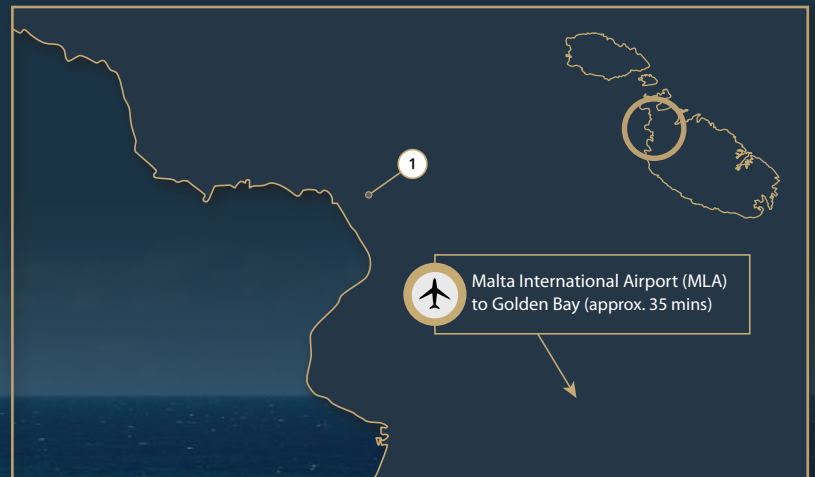 1
Malta International Airport (MLA)
to Golden Bay (approx. 35 mins)